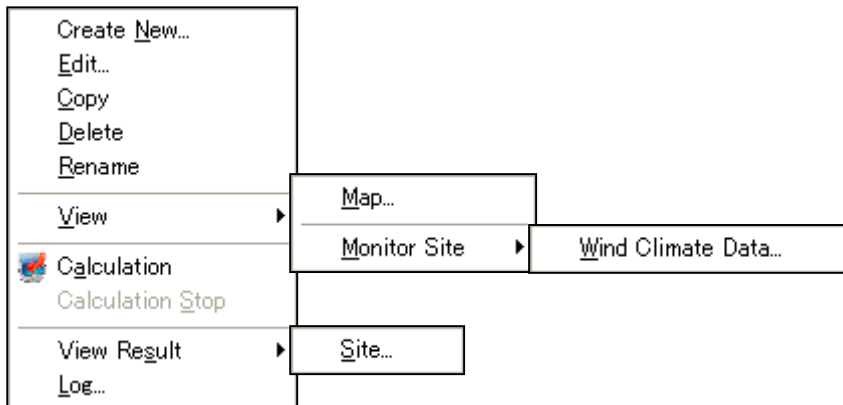 Create New...
Edit...
Copy
Delete
Rename
View
Map...
Monitor Site
Wind Climate Data...
Calculation
Calculation Stop
View Result
Site...
Log...